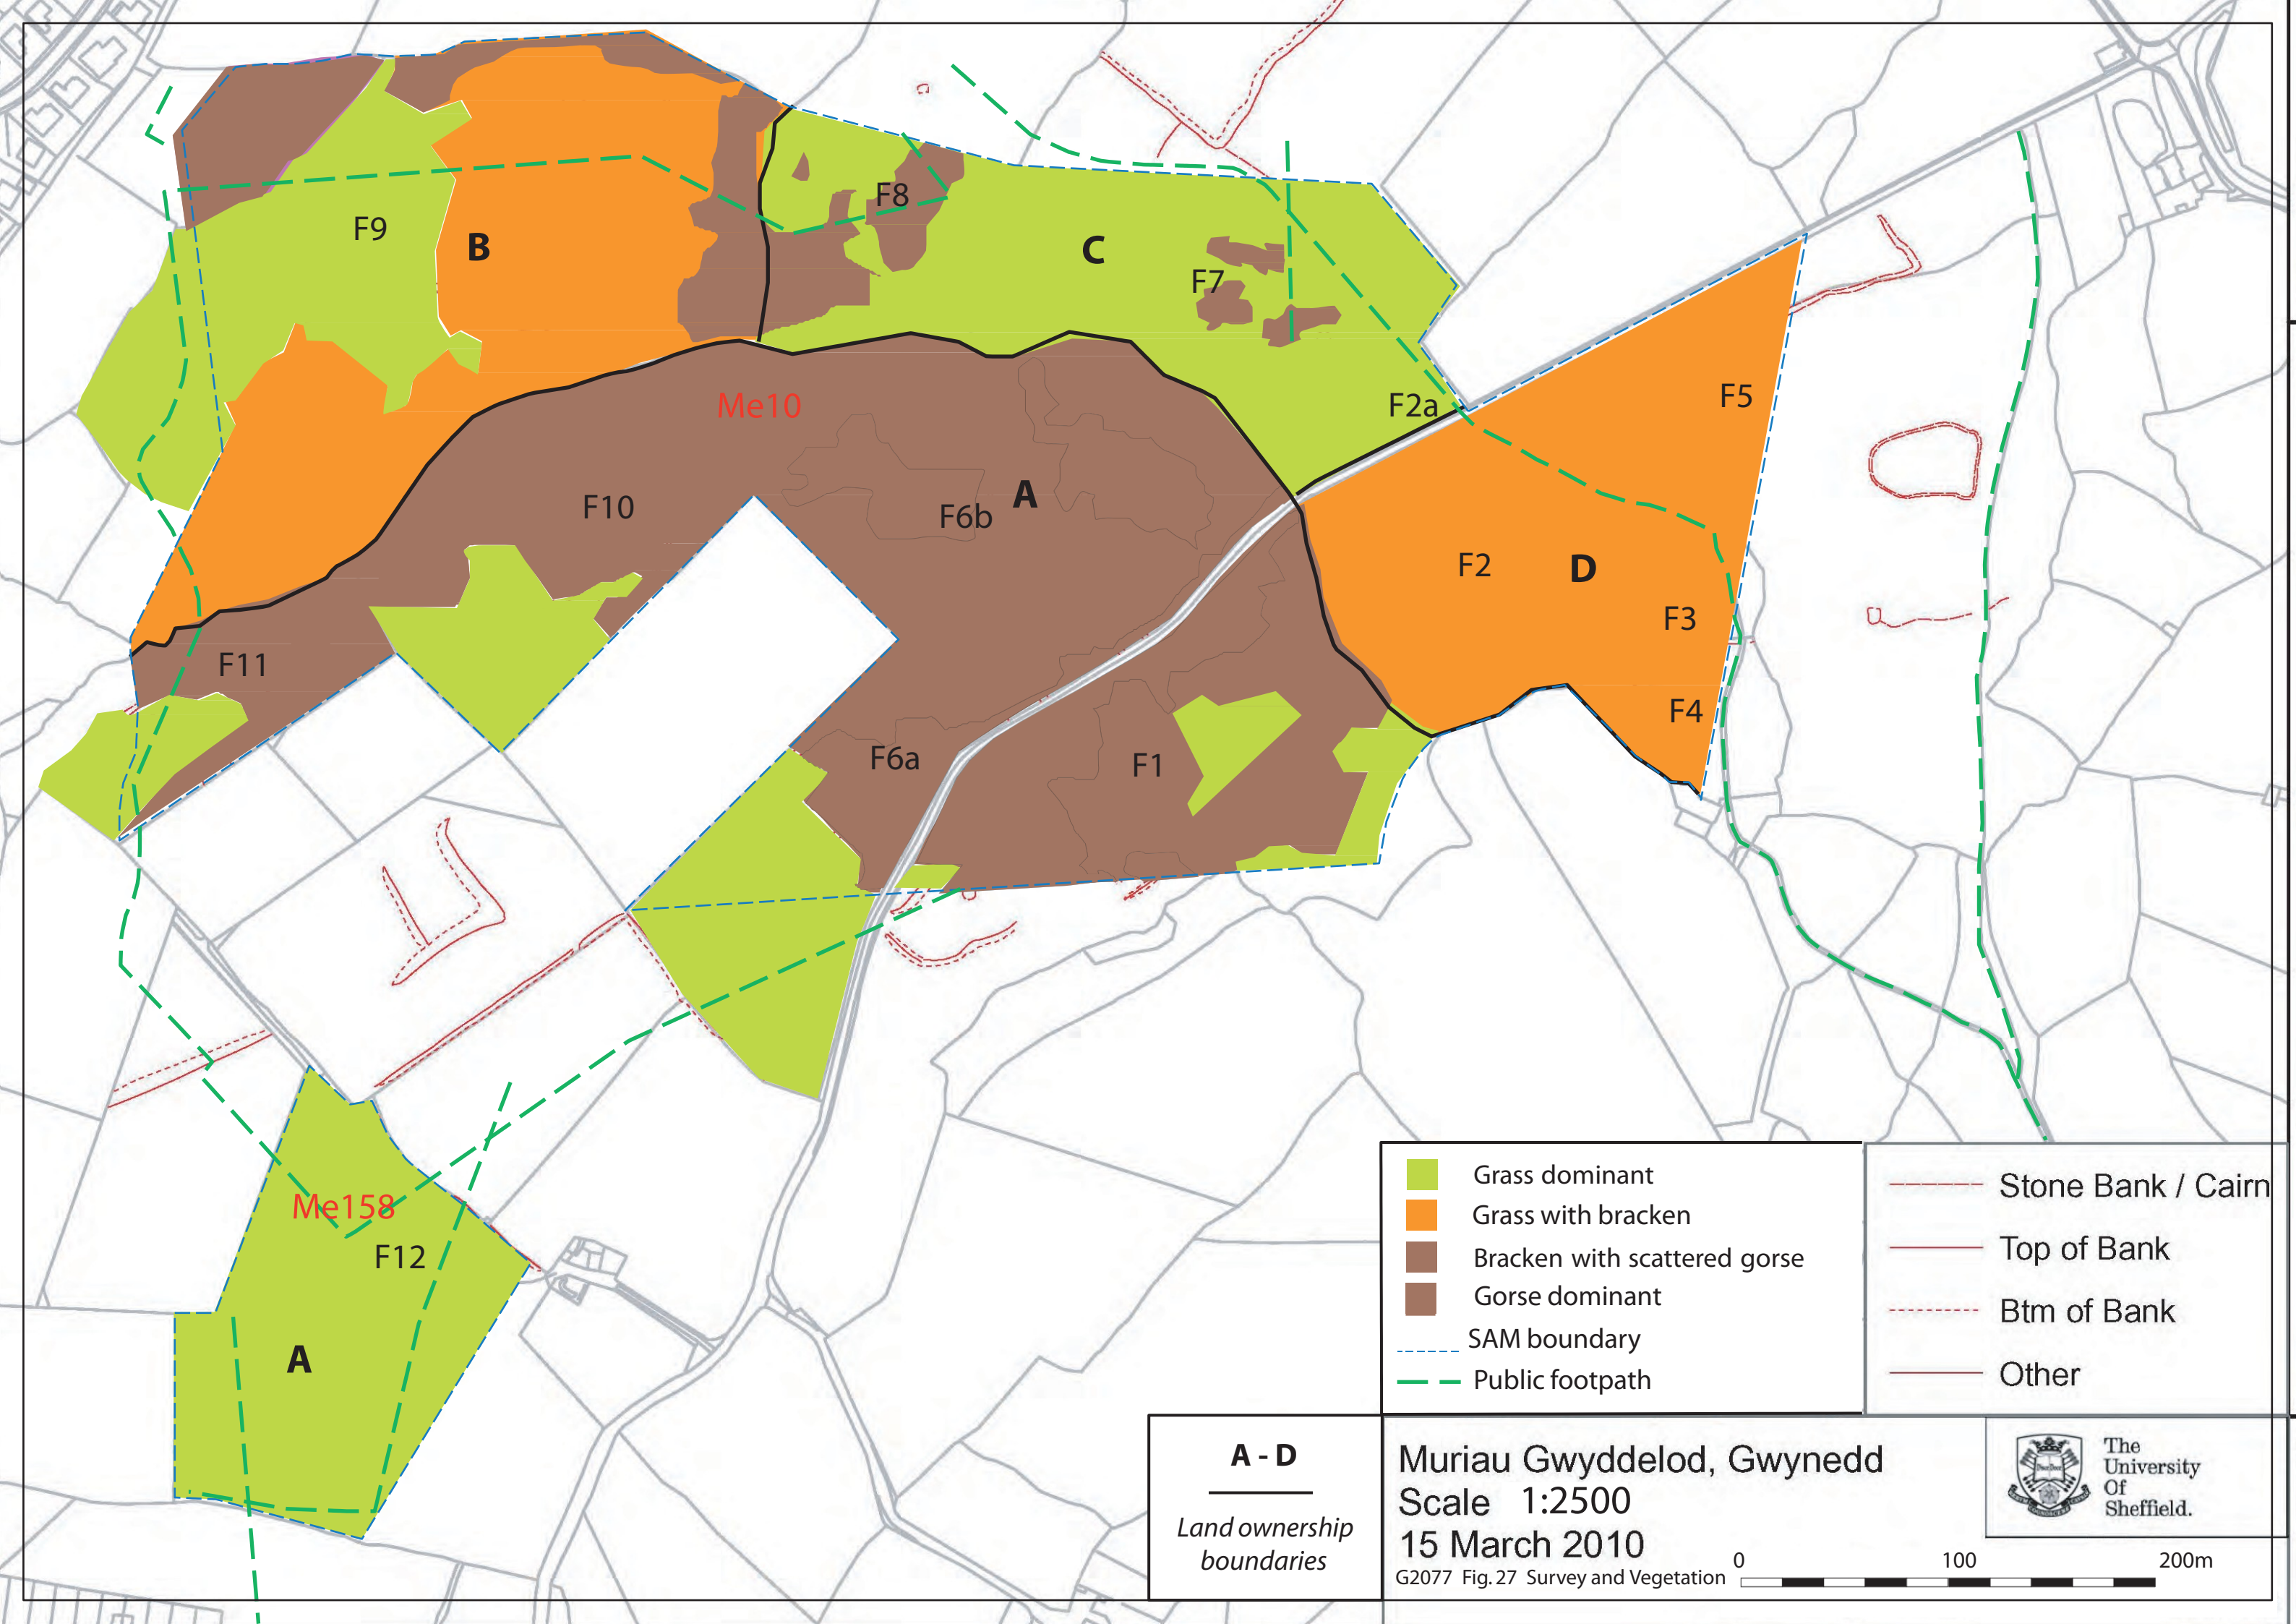 F8
F9
B
C
F7
F5
Me10
F2a
A
F10
F6b
F2
D
F3
F11
F4
F6a
F1
Me158
F12
A
Grass dominant
Grass with bracken
Bracken with scattered gorse
Gorse dominant
SAM boundary
Public footpath
Stone Bank / Cairn
Top of Bank
Btm of Bank
Other
A - D
Land ownership
boundaries
Muriau Gwyddelod, Gwynedd
Scale 1:2500
15 March 2010
G2077 Fig. 27 Survey and Vegetation
0 100 200m
The
University
Of
Sheffield.